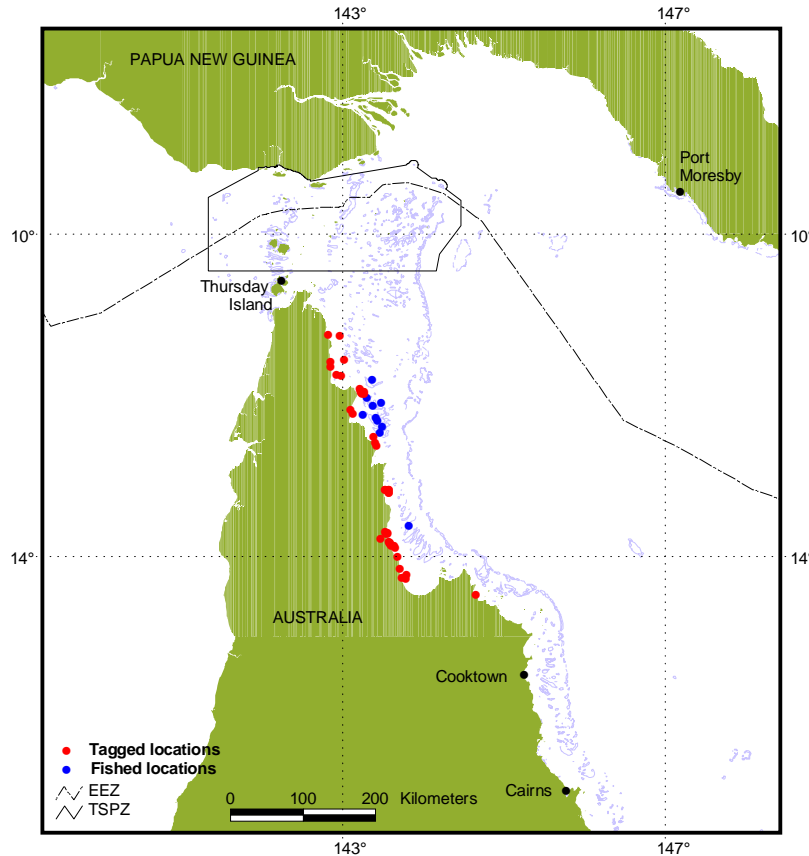 143°
147°
PAPUA NEW GUINEA
Port
Moresby
10°
10°
Thursday
Island
14°
14°
AUSTRALIA
Cooktown
Tagged locations
Fished locations
EEZ
TSPZ
0 100 200 Kilometers
Cairns
143°
147°